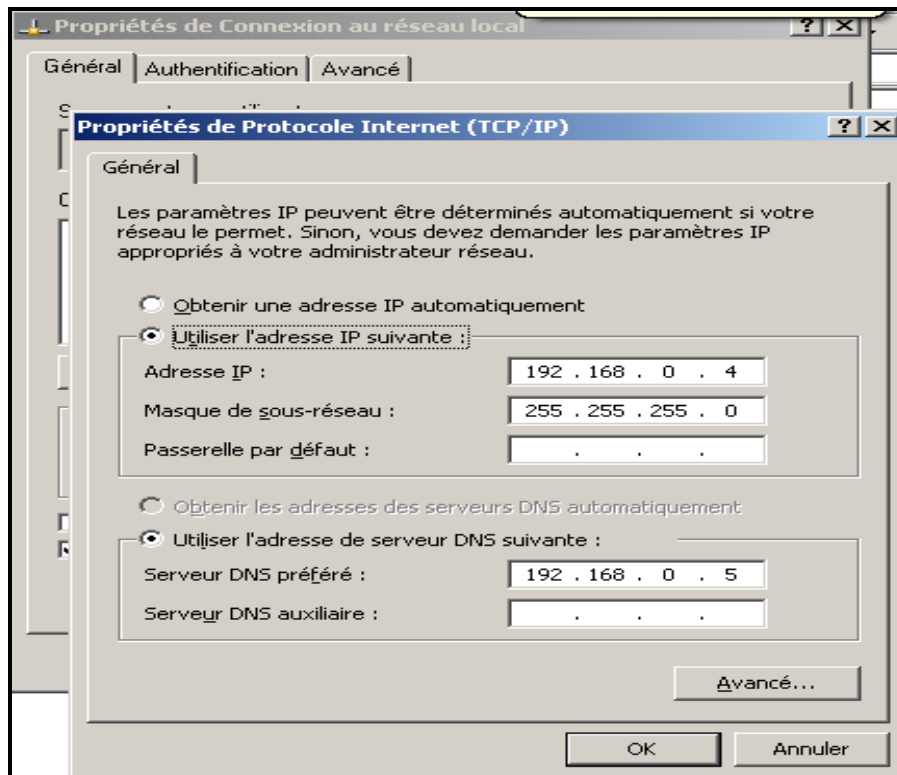 Propriétés de Connexion au réseau local
Général Authentification Avancé
Propriétés de Protocole Internet (TCP/IP)
Général
Les paramètres IP peuvent être déterminés automatiquement si votre
réseau le permet. Sinon, vous devez demander les paramètres IP
appropriés à votre administrateur réseau.
Obtenir une adresse IP automatiquement
Utiliser l'adresse IP suivante :
Adresse IP : 192 . 168 . 0 . 4
Masque de sous-réseau : 255 . 255 . 255 . 0
Passerelle par défaut : . . .
Obtenir les adresses des serveurs DNS automatiquement
Utiliser l'adresse de serveur DNS suivante :
Serveur DNS préféré : 192 . 168 . 0 . 5
Serveur DNS auxiliaire : . . .
Avancé...
OK Annuler